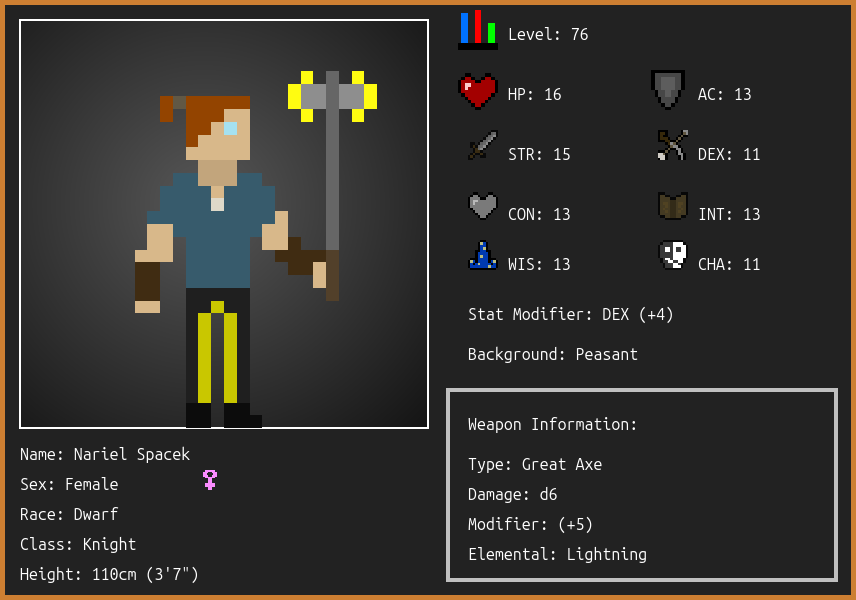 Level: 76
HP: 16
AC: 13
STR: 15
DEX: 11
CON: 13
INT: 13
WIS: 13
CHA: 11
Stat Modifier: DEX (+4)
Background: Peasant
Weapon Information:
Type: Great Axe
Damage: d6
Modifier: (+5)
Elemental: Lightning
Name: Nariel Spacek
Sex: Female
Race: Dwarf
Class: Knight
Height: 110cm (3'7")